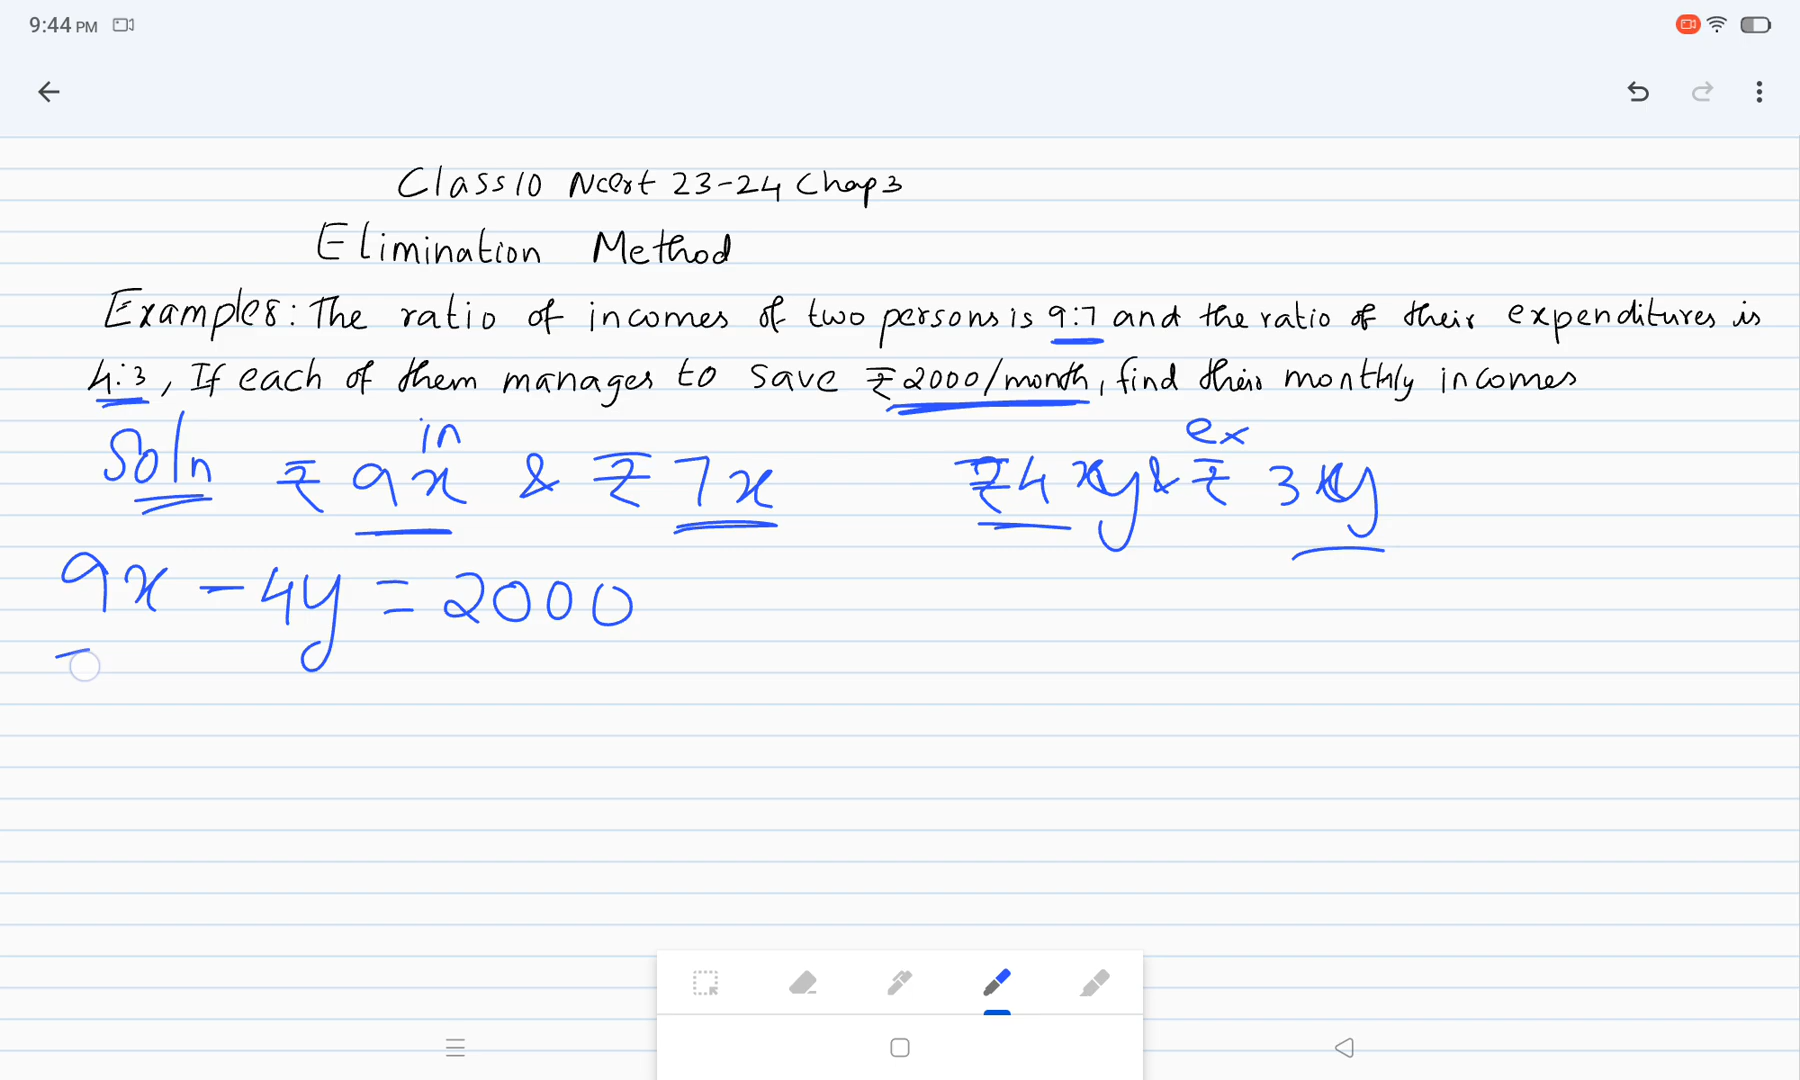 9:44 PM
Class 10 Ncert 23-24 Chap 3
Elimination Method
Example 8: The ratio of incomes of two persons is 9:7 and the ratio of their expenditures is
4:3, If each of them manages to save ₹2000/month, find their monthly incomes
in ex
Soln ₹ 9x & ₹ 7x ₹4y & ₹ 3y
9x - 4y = 2000